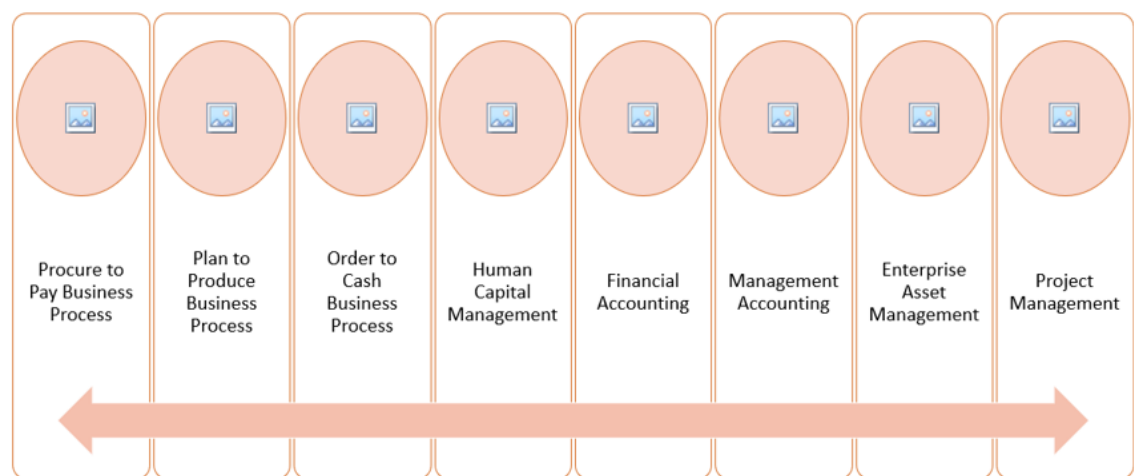 Procure to
Pay Business
Process
Plan to
Produce
Business
Process
Order to
Cash
Business
Process
Human
Capital
Management
Financial
Accounting
Management
Accounting
Enterprise
Asset
Management
Project
Management